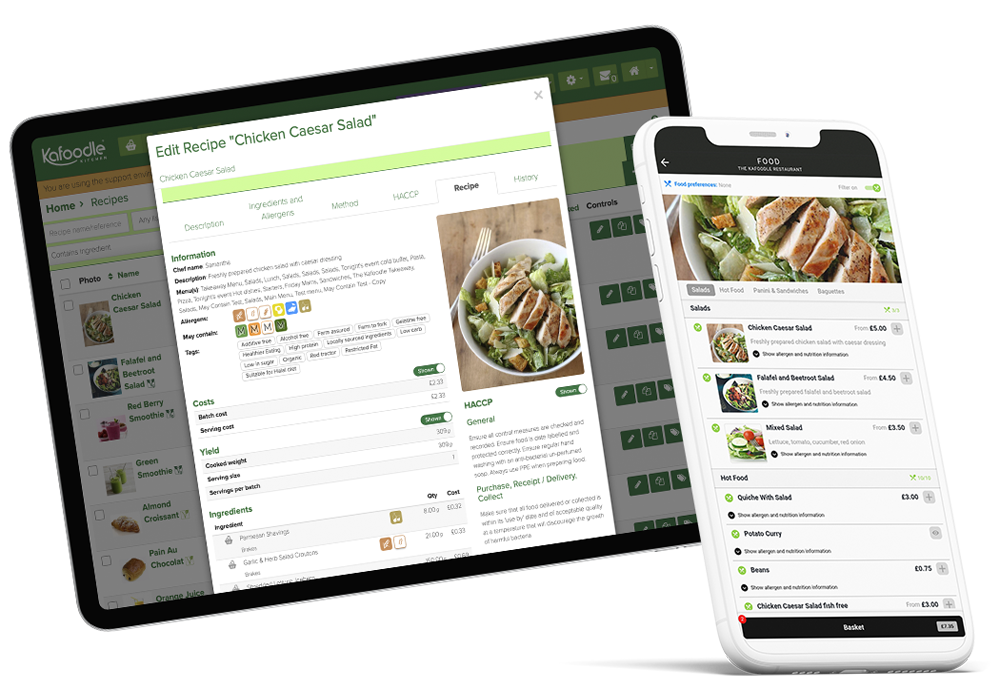 Kafoodle
KITCHEN
0
You are using the support
Home > Recipes
Recipe name/reference
Contains ingredient
Photo
Name
Chicken
Caesar Salad
Falafel and
Beetroot
Salad
Red Berry
Smoothie
Green
Smoothie
Almond
Croissant
Pain Au
Chocolat
Orange Juice
Controls
Edit Recipe "Chicken Caesar Salad"
Chicken Caesar Salad
Description
Ingredients and
Allergens
Method
HACCP
Recipe
History
Information
Chef name Samantha
Description Freshly prepared chicken salad with caesar dressing
Menu(s) Takeaway Menu, Salads, Lunch, Salads, Salads, Salads, Tonight's event cold buffet, Pasta,
Pizza, Tonight's event Hot dishes, Starters, Friday Mains, Sandwiches, The Kafoodle Takeaway,
Salads, May Contain Test, Salads, Main Menu, Test menu, May Contain Test - Copy
Allergens:
May contain:
Tags:
Additive free
Alcohol free
Farm assured
Farm to fork
Gelatine free
Healthier Eating
High protein
Locally sourced ingredients
Low carb
Low in sugar
Organic
Red tractor
Restricted Fat
Suitable for Halal diet
Costs
Shown
Batch cost
£2.33
Serving cost
£2.33
Yield
Shown
Cooked weight
309g
Serving size
309g
Servings per batch
1
Ingredients
Ingredient
Qty
Cost
Parmesan Shavings
8.00g
£0.32
Brakes
Garlic & Herb Salad Croutons
21.00g
£0.33
Brakes
HACCP
Shown
General
Ensure all control measures are checked and
recorded. Ensure food is date labelled and
protected correctly. Ensure regular hand
washing with an anti-bacterial un-perfumed
soap. Always use PPE when preparing food.
Purchase, Receipt / Delivery,
Collect
Make sure that all food delivered or collected is
within its 'use by' date and of acceptable quality
at a temperature that will discourage the growth
of harmful bacteria.
FOOD
THE KAFOODLE RESTAURANT
Food preferences: None
Filter on
Salads
Hot Food
Panini & Sandwiches
Baguettes
Salads
3/3
Chicken Caesar Salad
From £5.00
Freshly prepared chicken salad with caesar dressing
Show allergen and nutrition information
Falafel and Beetroot Salad
From £4.50
Freshly prepared falafel and beetroot salad
Show allergen and nutrition information
Mixed Salad
From £3.50
Lettuce, tomato, cucumber, red onion
Show allergen and nutrition information
Hot Food
10/10
Quiche With Salad
£3.00
Show allergen and nutrition information
Potato Curry
Show allergen and nutrition information
Beans
£0.75
Show allergen and nutrition information
Chicken Caesar Salad fish free
From £3.00
Basket
£7.35